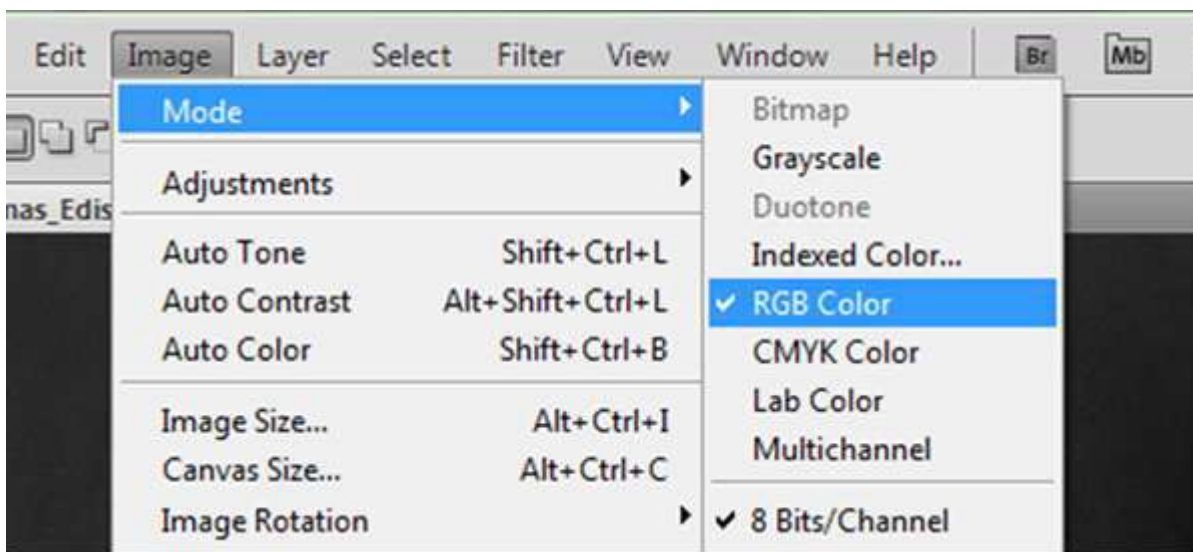 Edit Image Layer Select Filter View Window Help Br Mb
Mode
Adjustments
nas_Edis
Auto Tone Shift+Ctrl+L
Auto Contrast Alt+Shift+Ctrl+L
Auto Color Shift+Ctrl+B
Image Size... Alt+Ctrl+I
Canvas Size... Alt+Ctrl+C
Image Rotation
Bitmap
Grayscale
Duotone
Indexed Color...
RGB Color
CMYK Color
Lab Color
Multichannel
8 Bits/Channel